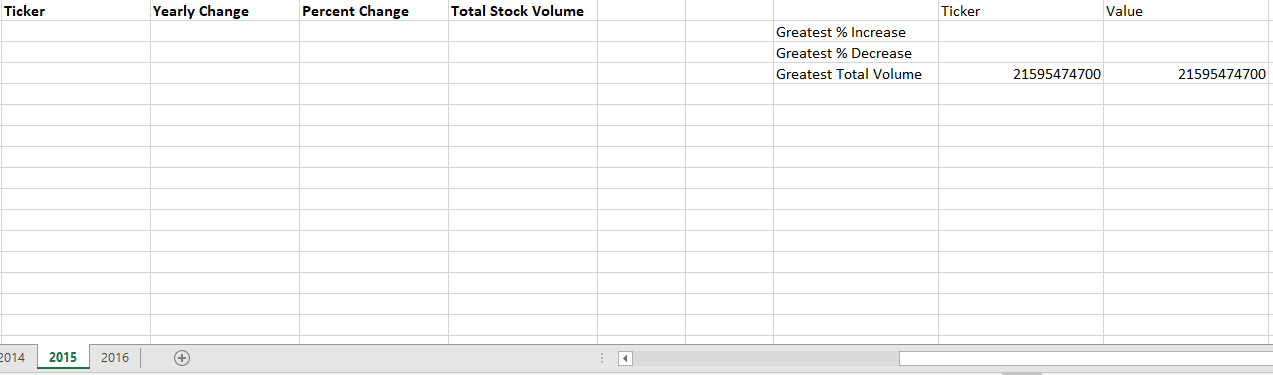 Ticker Yearly Change Percent Change Total Stock Volume Ticker Value
Greatest % Increase
Greatest % Decrease
Greatest Total Volume 21595474700 21595474700
2014 2015 2016